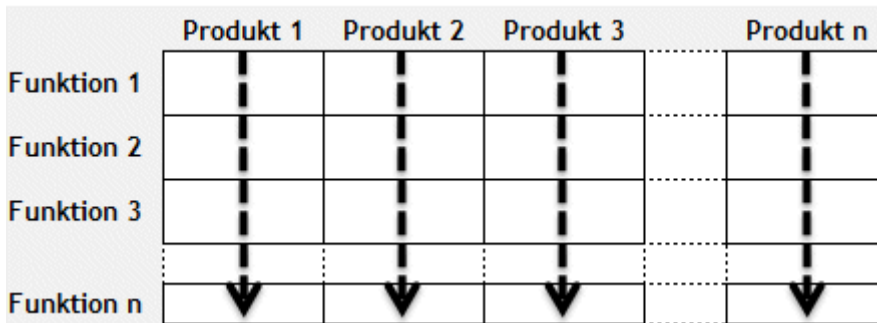 Produkt 1 Produkt 2 Produkt 3 Produkt n
Funktion 1
Funktion 2
Funktion 3
Funktion n